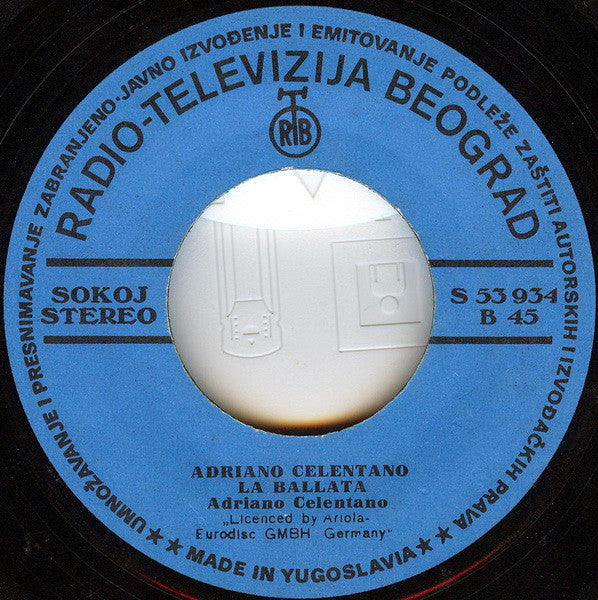 UMNOŽAVANJE I PRESNIMAVANJE ZABRANJENO-JAVNO IZVOĐENJE I EMITOVANJE PODLEŽE ZAŠTITI AUTORSKIH I IZVOĐAČKIH PRAVA
RADIO-TELEVIZIJA BEOGRAD
RTB
SOKOJ
STEREO
S 53 934
B 45
ADRIANO CELENTANO
LA BALLATA
Adriano Celentano
„Licenced by Ariola-
Eurodisc GMBH Germany"
★★ MADE IN YUGOSLAVIA ★★